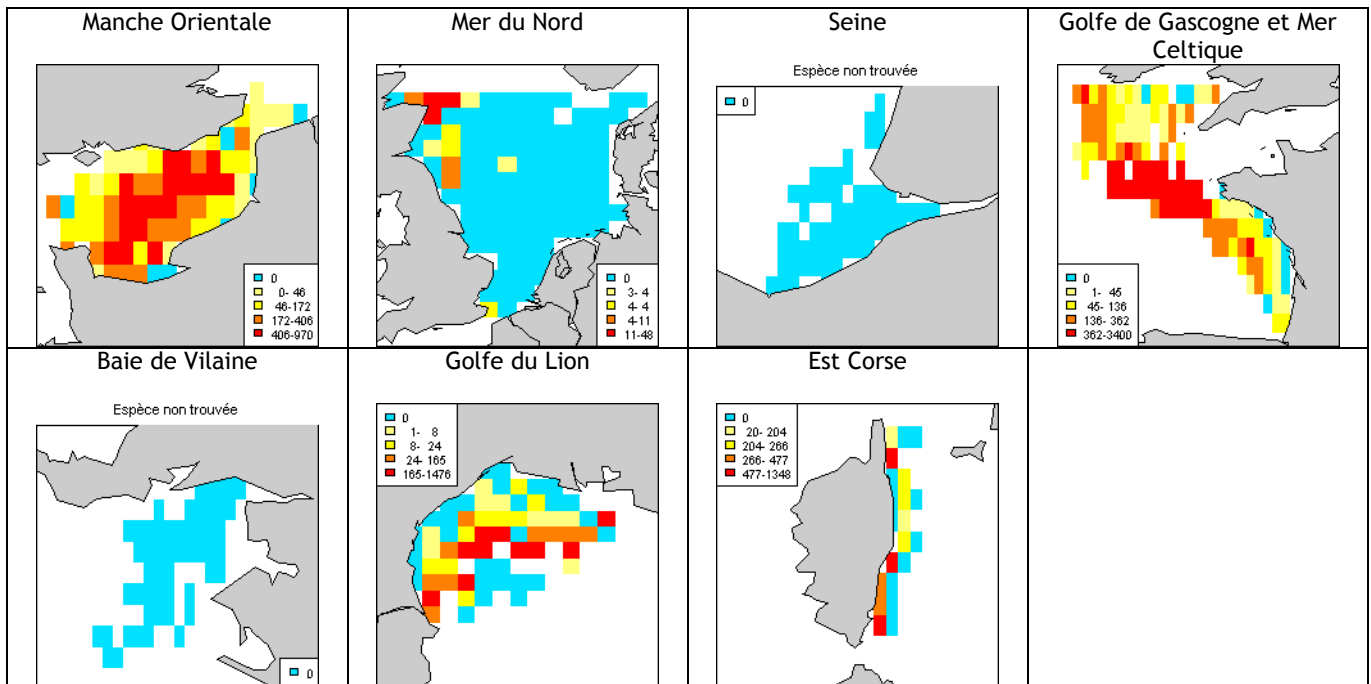 Manche Orientale
0
0- 46
46-172
172-406
406-970
Mer du Nord
0
3- 4
4- 4
4-11
11-48
Seine
Espèce non trouvée
0
Golfe de Gascogne et Mer
Celtique
0
1- 45
45-136
136-362
362-3400
Baie de Vilaine
Espèce non trouvée
0
Golfe du Lion
0
1- 8
8- 24
24- 165
165-1476
Est Corse
0
20- 204
204- 266
266- 477
477-1348